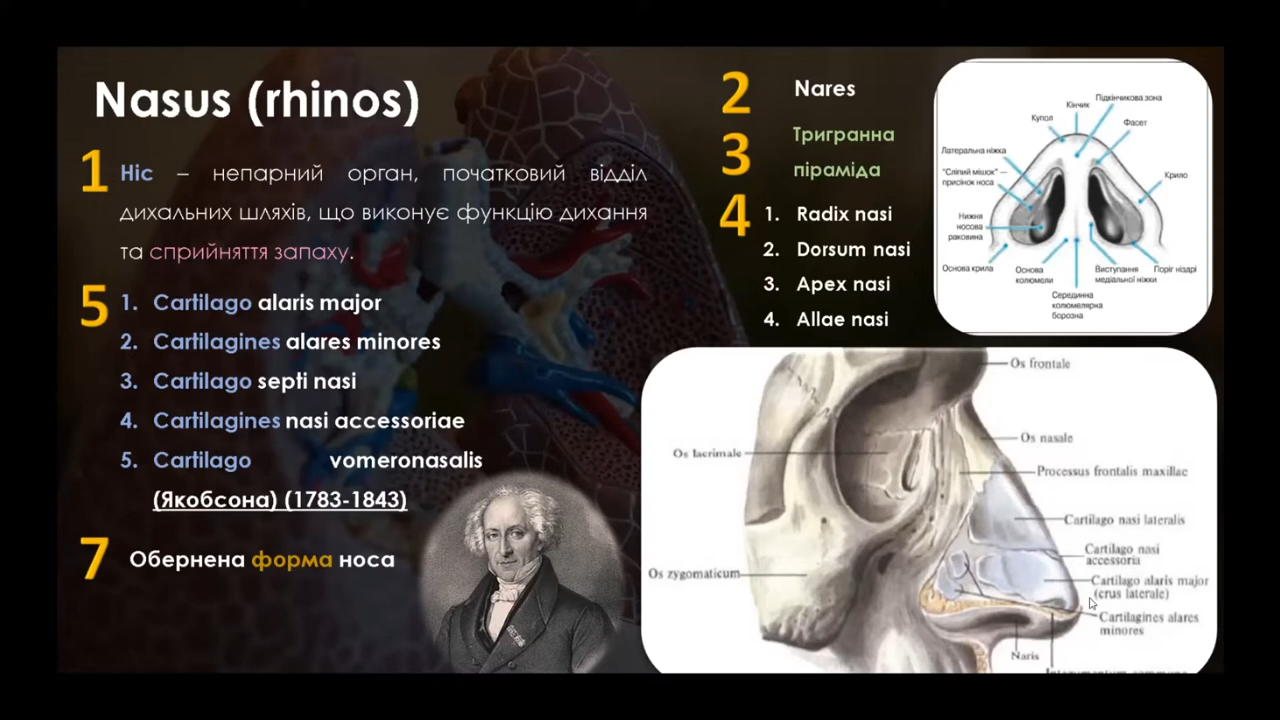 Nasus (rhinos)
1
Ніс – непарний орган, початковий відділ
дихальних шляхів, що виконує функцію дихання
та сприйняття запаху.
5
1. Cartilago alaris major
2. Cartilagines alares minores
3. Cartilago septi nasi
4. Cartilagines nasi accessoriae
5. Cartilago vomeronasalis
(Якобсона) (1783-1843)
7
Обернена форма носа
2
Nares
3
Тригранна
піраміда
4
1. Radix nasi
2. Dorsum nasi
3. Apex nasi
4. Allae nasi
Підкінчикова зона
Кінчик
Купол
Фасет
Латеральна ніжка
"Сліпий мішок" —
присінок носа
Крило
Нижня
носова
раковина
Основа крила
Основа
колюмели
Виступання
медіальної ніжки
Поріг ніздрі
Серединна
колюмелярна
борозна
Os frontale
Os nasale
Os lacrimale
Processus frontalis maxillae
Cartilago nasi lateralis
Cartilago nasi
accessoria
Os zygomaticum
Cartilago alaris major
(crus laterale)
Cartilagines alares
minores
Naris